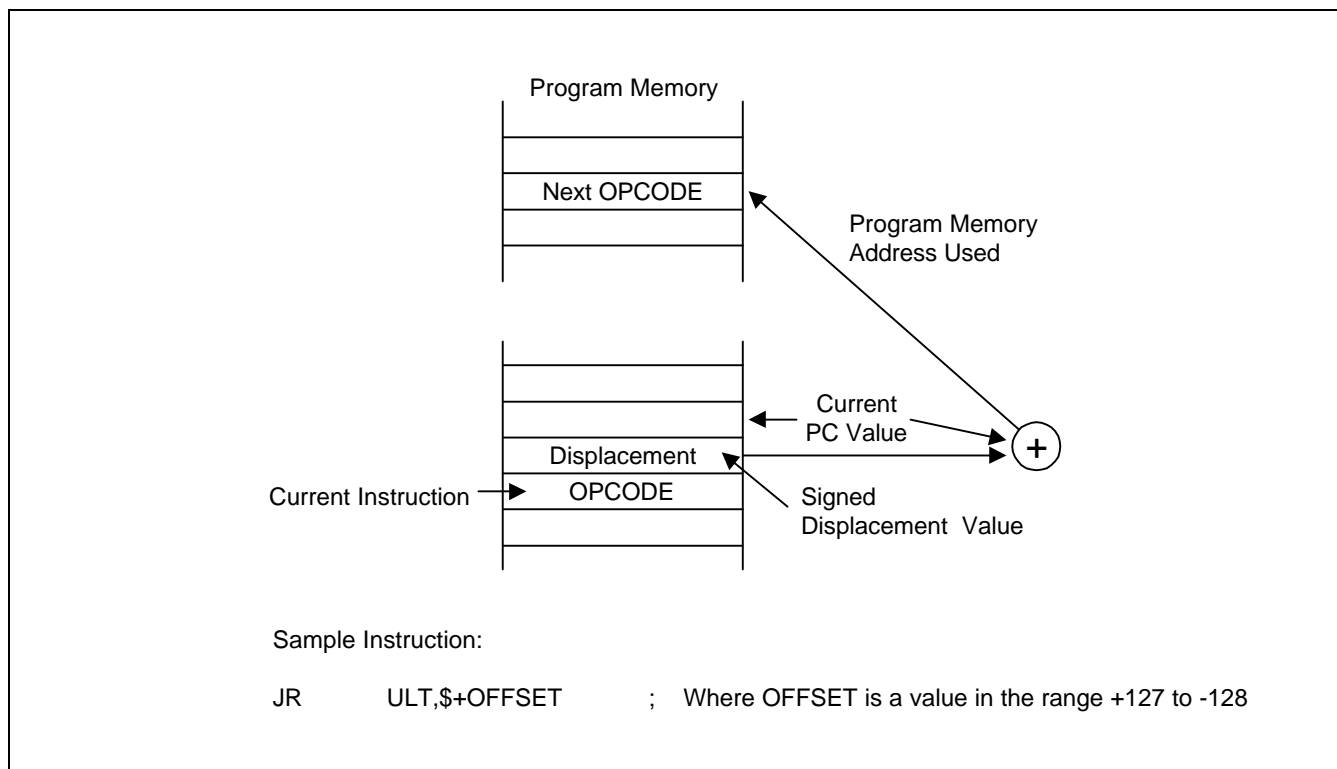 Program Memory
Next OPCODE
Program Memory
Address Used
Current
PC Value
+
Displacement
Current Instruction
OPCODE
Signed
Displacement Value
Sample Instruction:
JR ULT,$+OFFSET ; Where OFFSET is a value in the range +127 to -128